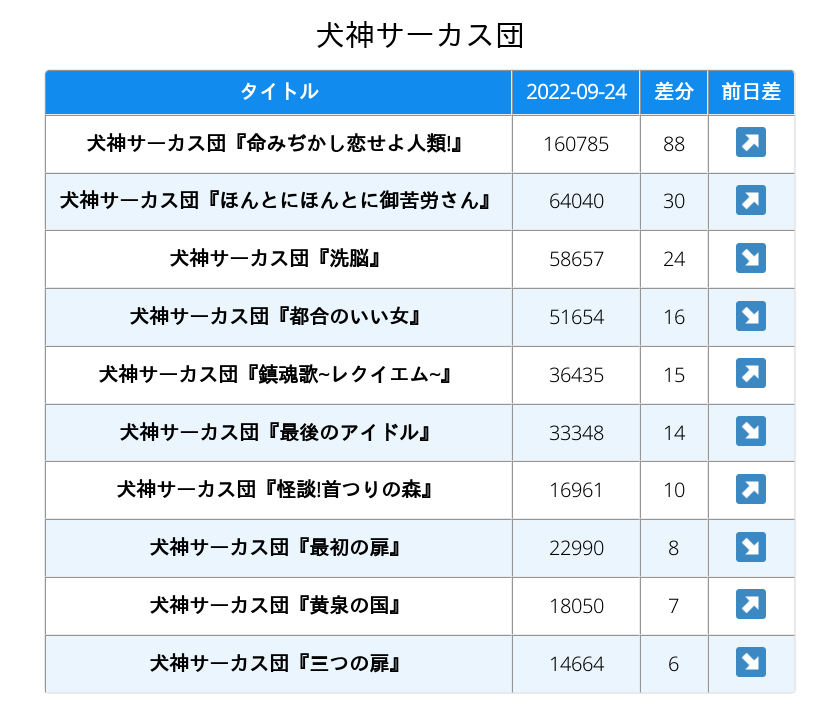 犬神サーカス団
タイトル 2022-09-24 差分 前日差
犬神サーカス団『命みぢかし恋せよ人類!』 160785 88 ↗
犬神サーカス団『ほんとにほんとに御苦労さん』 64040 30 ↗
犬神サーカス団『洗脳』 58657 24 ↘
犬神サーカス団『都合のいい女』 51654 16 ↘
犬神サーカス団『鎮魂歌~レクイエム~』 36435 15 ↗
犬神サーカス団『最後のアイドル』 33348 14 ↘
犬神サーカス団『怪談!首つりの森』 16961 10 ↗
犬神サーカス団『最初の扉』 22990 8 ↘
犬神サーカス団『黄泉の国』 18050 7 ↗
犬神サーカス団『三つの扉』 14664 6 ↘